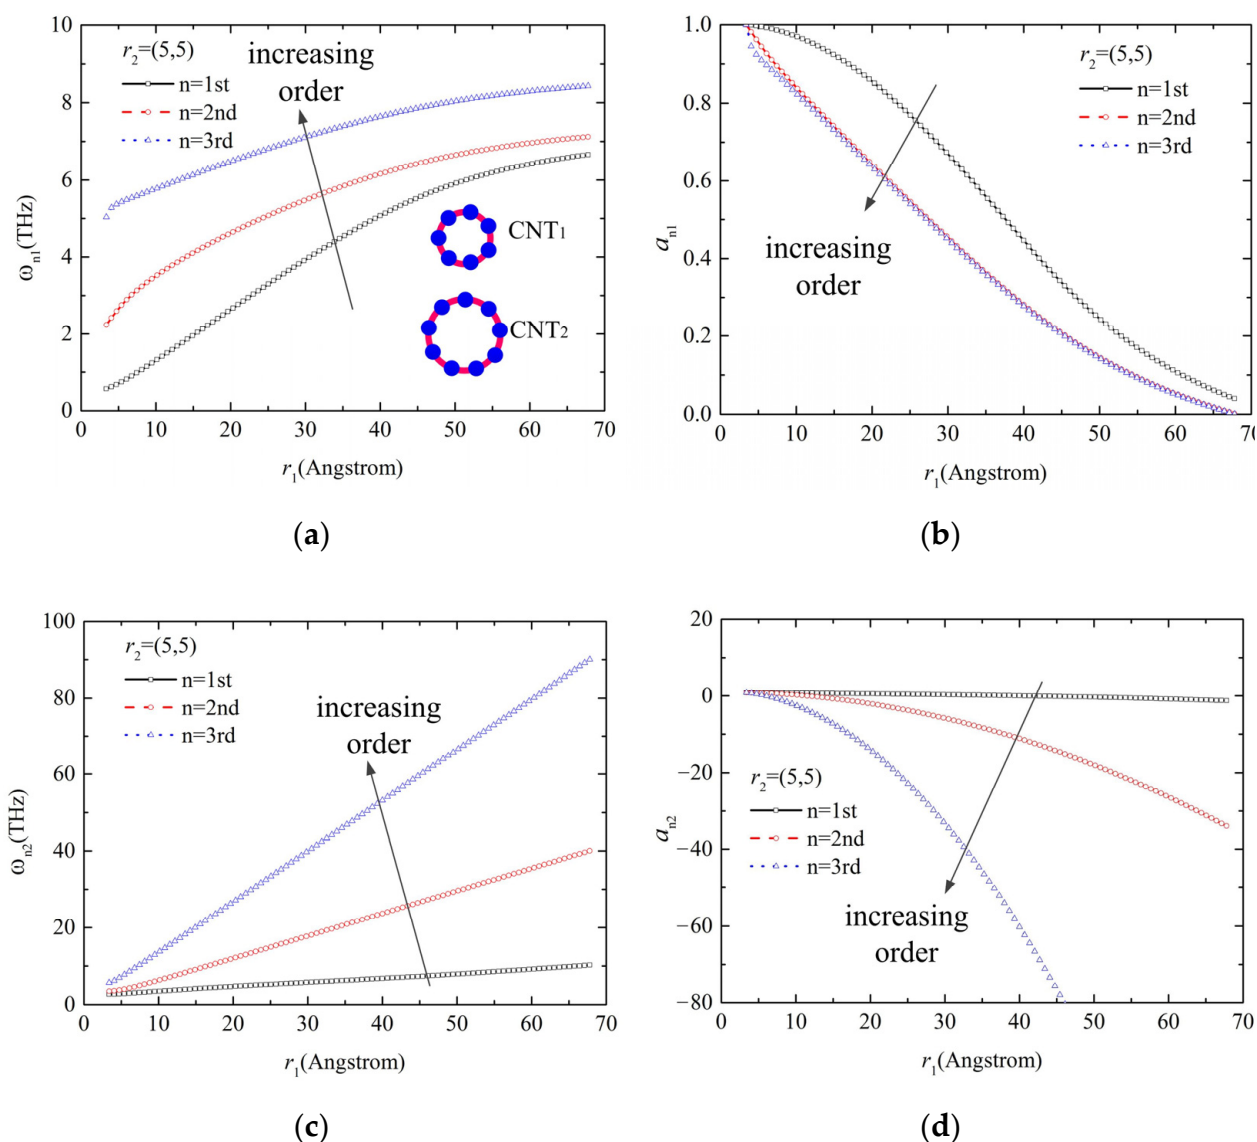 10
8
6
4
2
0
ωn1(THz)
r2=(5,5)
n=1st
n=2nd
n=3rd
increasing
order
CNT1
CNT2
0 10 20 30 40 50 60 70
r1(Angstrom)
(a)
1.0
0.8
0.6
0.4
0.2
0.0
an1
r2=(5,5)
n=1st
n=2nd
n=3rd
increasing
order
0 10 20 30 40 50 60 70
r1(Angstrom)
(b)
100
80
60
40
20
0
ωn2(THz)
r2=(5,5)
n=1st
n=2nd
n=3rd
increasing
order
0 10 20 30 40 50 60 70
r1(Angstrom)
(c)
20
0
−20
−40
−60
−80
an2
r2=(5,5)
n=1st
n=2nd
n=3rd
increasing
order
0 10 20 30 40 50 60 70
r1(Angstrom)
(d)